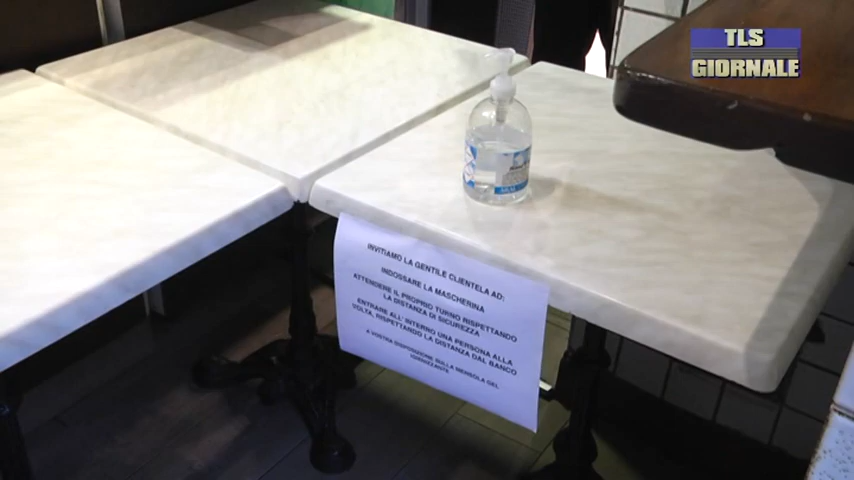 TLS
GIORNALE
INVITIAMO LA GENTILE CLIENTELA AD:
INDOSSARE LA MASCHERINA
ATTENDERE IL PROPRIO TURNO RISPETTANDO
LA DISTANZA DI SICUREZZA
ENTRARE ALL' INTERNO UNA PERSONA ALLA
VOLTA, RISPETTANDO LA DISTANZA DAL BANCO
A VOSTRA DISPOSIZIONE SULLA MENSOLA GEL
IGIENIZZANTE